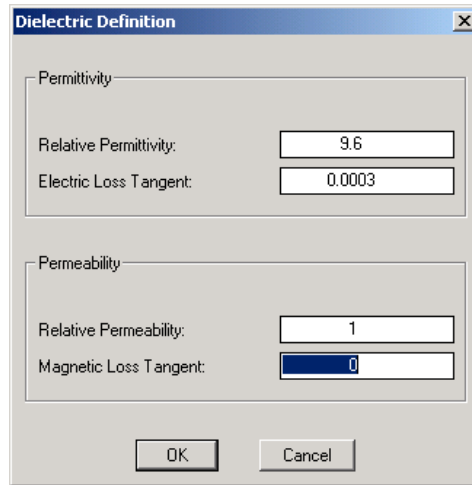 Dielectric Definition
Permittivity
Relative Permittivity: 9.6
Electric Loss Tangent: 0.0003
Permeability
Relative Permeability: 1
Magnetic Loss Tangent: 0
OK Cancel